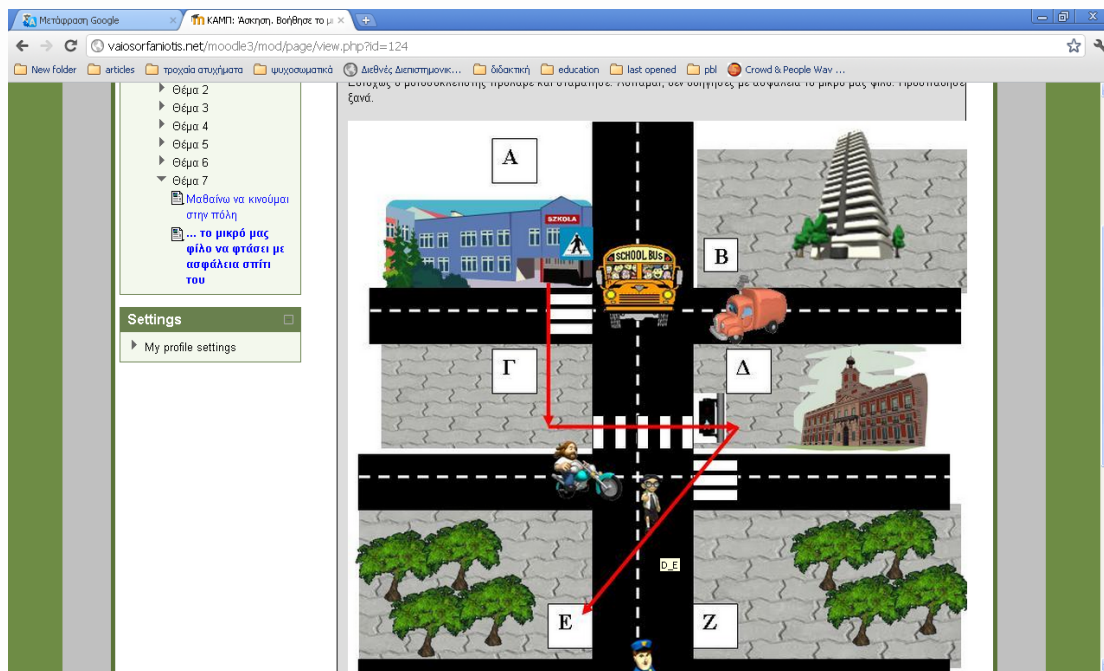 Μετάφραση Google
ΚΑΜΠ: 'Ασκηση. Βοήθησε το μι
vaiosorfaniotis.net/moodle3/mod/page/view.php?id=124
New folder articles τροχαία ατυχήματα ψυχοσωματικά Διεθνές Διεπιστημονικ... διδακτική education last opened pbl Crowd & People Wav ...
ξανά.
Θέμα 2
Θέμα 3
Θέμα 4
Θέμα 5
Θέμα 6
Θέμα 7
Μαθαίνω να κινούμαι
στην πόλη
... το μικρό μας
φίλο να φτάσει με
ασφάλεια σπίτι
του
Settings
My profile settings
Α
SZKOLA
SCHOOL BUS
Β
Γ
Δ
D_E
Ε
Ζ